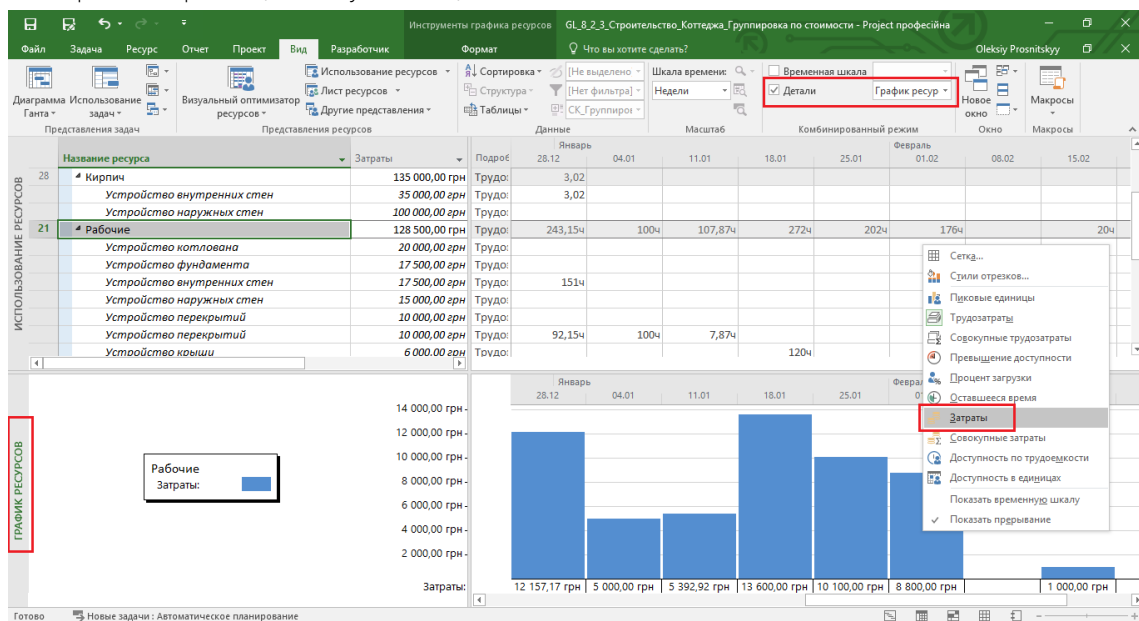 Инструменты графика ресурсов GL_8_2_3_Строительство_Коттеджа_Группировка по стоимости - Project професійна
Файл Задача Ресурс Отчет Проект Вид Разработчик Формат Что вы хотите сделать? Oleksiy Prosnitskyy
Диаграмма Ганта
Использование задач
Представления задач
Визуальный оптимизатор ресурсов
Использование ресурсов
Лист ресурсов
Другие представления
Представления ресурсов
Сортировка [Не выделено
Структура [Нет фильтра]
Таблицы СК_Группиров
Данные
Шкала времени:
Недели
Масштаб
Временная шкала
Детали График ресур
Комбинированный режим
Новое окно
Окно
Макросы
Макросы
ИСПОЛЬЗОВАНИЕ РЕСУРСОВ
Январь Февраль
Название ресурса Затраты Подроб 28.12 04.01 11.01 18.01 25.01 01.02 08.02 15.02
28 Кирпич 135 000,00 грн Трудо: 3,02
Устройство внутренних стен 35 000,00 грн Трудо: 3,02
Устройство наружных стен 100 000,00 грн Трудо:
21 Рабочие 128 500,00 грн Трудо: 243,15ч 100ч 107,87ч 272ч 202ч 176ч 20ч
Устройство котлована 20 000,00 грн Трудо:
Устройство фундамента 17 500,00 грн Трудо:
Устройство внутренних стен 17 500,00 грн Трудо: 151ч
Устройство наружных стен 15 000,00 грн Трудо:
Устройство перекрытий 10 000,00 грн Трудо:
Устройство перекрытий 10 000,00 грн Трудо: 92,15ч 100ч 7,87ч
Устройство крыши 6 000,00 грн Трудо: 120ч
Сетка...
Стили отрезков...
Пиковые единицы
Трудозатраты
Совокупные трудозатраты
Превышение доступности
Процент загрузки
Оставшееся время
Затраты
Совокупные затраты
Доступность по трудоемкости
Доступность в единицах
Показать временную шкалу
Показать прерывание
ГРАФИК РЕСУРСОВ
Рабочие
Затраты:
Январь
28.12 04.01 11.01 18.01 25.01
14 000,00 грн
12 000,00 грн
10 000,00 грн
8 000,00 грн
6 000,00 грн
4 000,00 грн
2 000,00 грн
Затраты: 12 157,17 грн 5 000,00 грн 5 392,92 грн 13 600,00 грн 10 100,00 грн 8 800,00 грн 1 000,00 грн
Готово Новые задачи : Автоматическое планирование